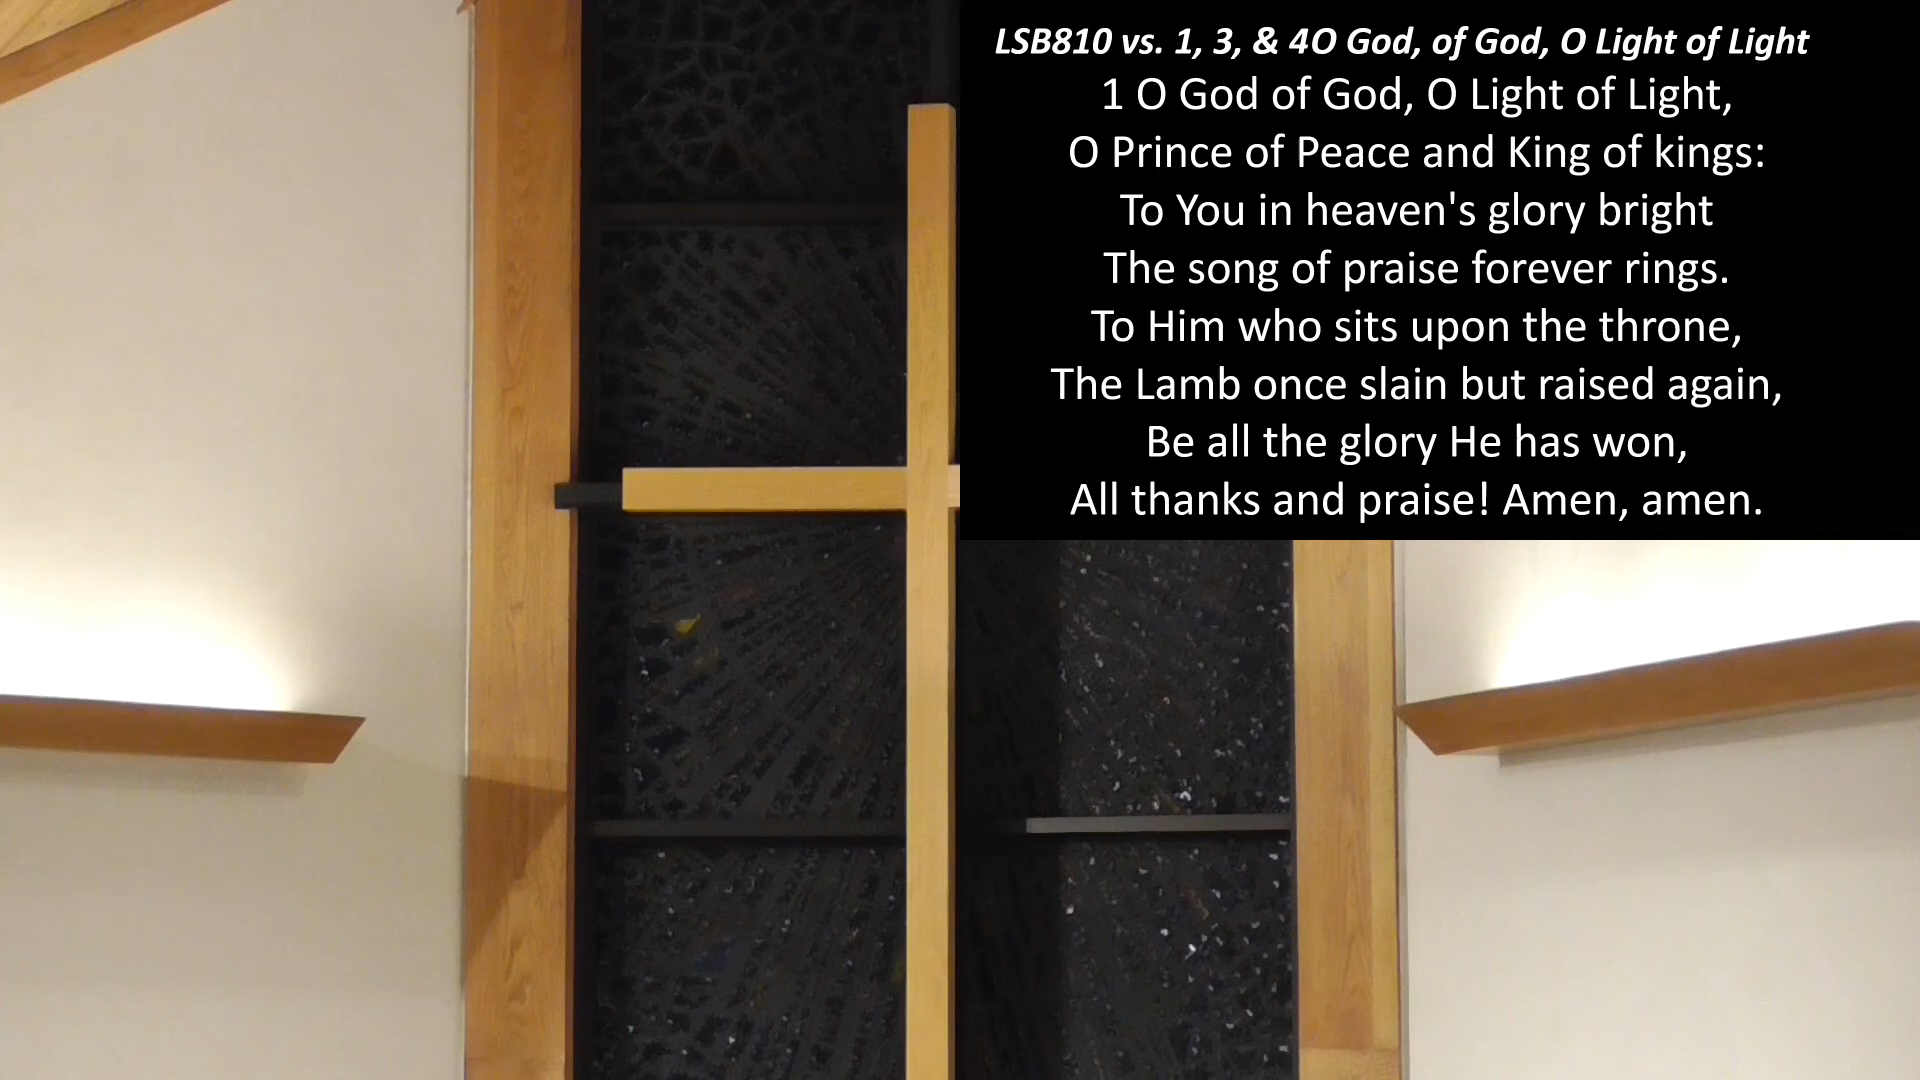 LSB810 vs. 1, 3, & 4O God, of God, O Light of Light
1 O God of God, O Light of Light,
O Prince of Peace and King of kings:
To You in heaven's glory bright
The song of praise forever rings.
To Him who sits upon the throne,
The Lamb once slain but raised again,
Be all the glory He has won,
All thanks and praise! Amen, amen.